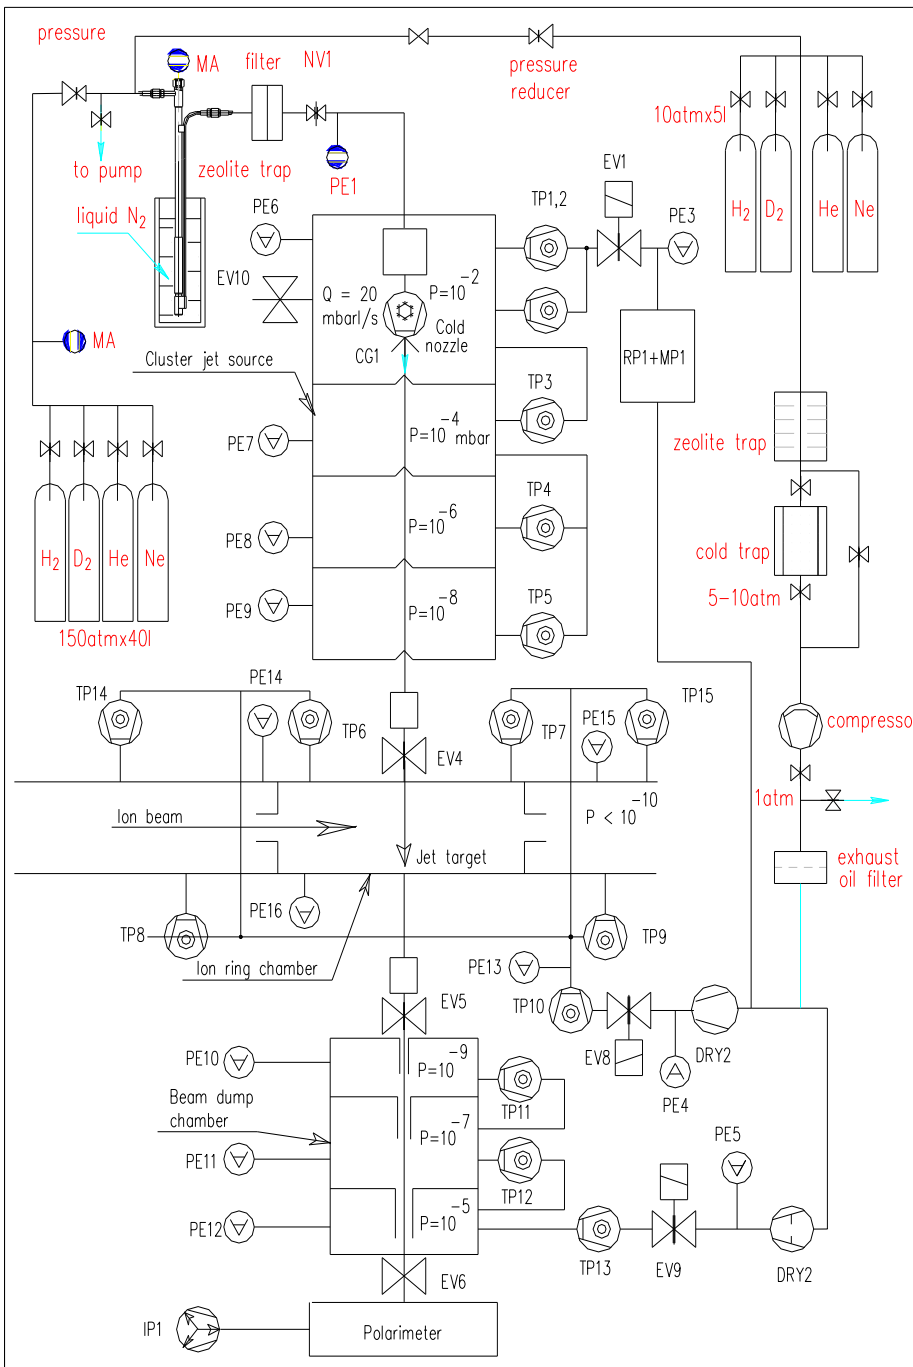 pressure
MA
filter
NV1
pressure
reducer
10atmx5l
to pump
zeolite trap
PE1
EV1
liquid N2
PE6
TP1,2
PE3
H2
D2
He
Ne
EV10
Q = 20
mbarl/s
P=10-2
Cold
nozzle
CG1
MA
Cluster jet source
RP1+MP1
TP3
PE7
P=10-4 mbar
zeolite trap
TP4
PE8
P=10-6
H2
D2
He
Ne
cold trap
TP5
PE9
P=10-8
5-10atm
150atmx40l
TP14
PE14
TP6
EV4
TP7
PE15
TP15
compresso
1atm
Ion beam
P < 10-10
Jet target
exhaust
oil filter
PE16
TP8
TP9
Ion ring chamber
PE13
EV5
TP10
EV8
DRY2
PE4
PE10
P=10-9
TP11
Beam dump
chamber
P=10-7
PE5
PE11
TP12
PE12
P=10-5
TP13
EV9
DRY2
EV6
IP1
Polarimeter